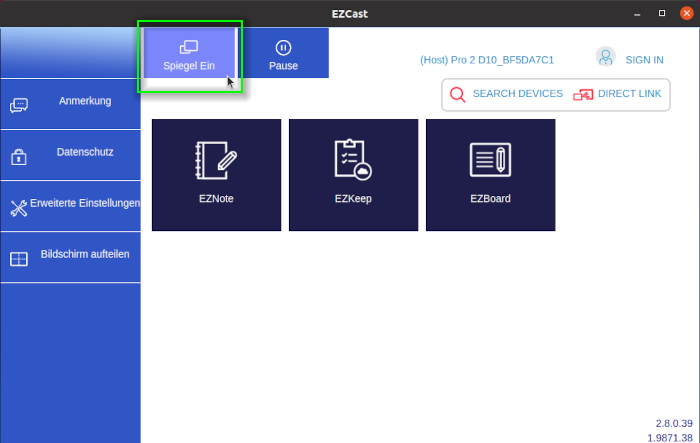 EZCast
Spiegel Ein
Pause
(Host) Pro 2 D10_BF5DA7C1
SIGN IN
SEARCH DEVICES
DIRECT LINK
Anmerkung
Datenschutz
Erweiterte Einstellungen
Bildschirm aufteilen
EZNote
EZKeep
EZBoard
2.8.0.39
1.9871.38